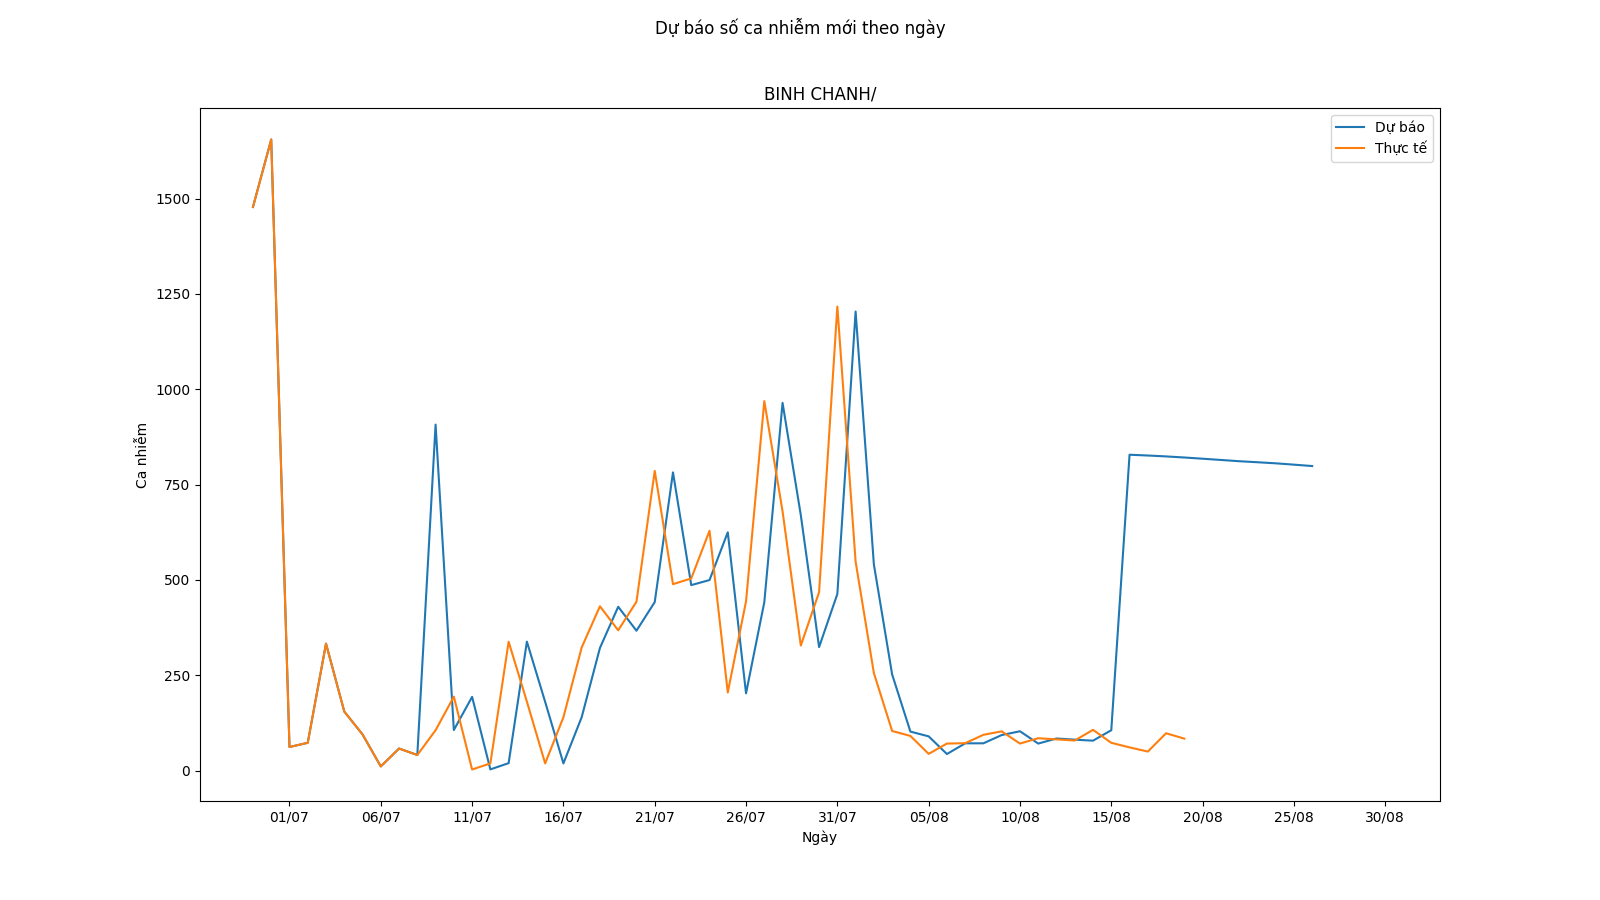 Dự báo số ca nhiễm mới theo ngày
BINH CHANH/
Dự báo
Thực tế
1500
1250
1000
750
500
250
0
Ca nhiễm
01/07 06/07 11/07 16/07 21/07 26/07 31/07 05/08 10/08 15/08 20/08 25/08 30/08
Ngày